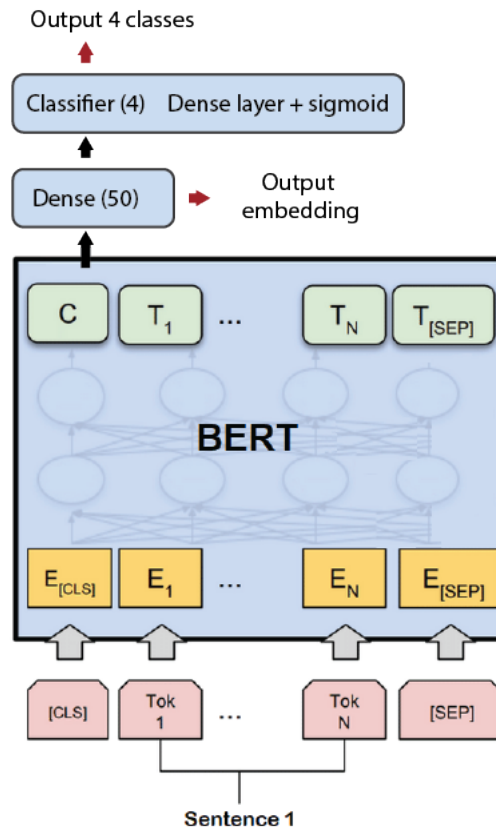 Output 4 classes
Classifier (4) Dense layer + sigmoid
Dense (50)
Output
embedding
C T1 ... TN T[SEP]
BERT
E[CLS] E1 ... EN E[SEP]
[CLS] Tok 1 ... Tok N [SEP]
Sentence 1